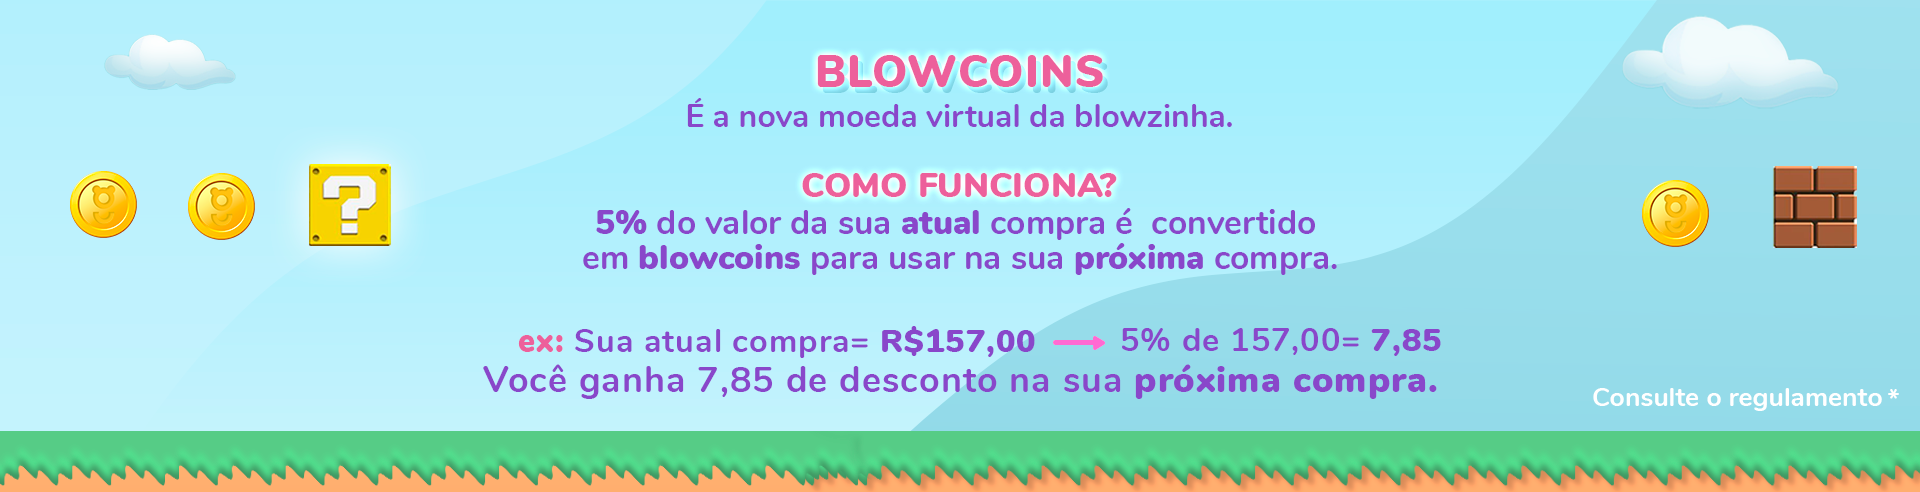 BLOWCOINS
É a nova moeda virtual da blowzinha.
?
COMO FUNCIONA?
5% do valor da sua atual compra é convertido
em blowcoins para usar na sua próxima compra.
ex: Sua atual compra= R$157,00 → 5% de 157,00= 7,85
Você ganha 7,85 de desconto na sua próxima compra.
Consulte o regulamento *